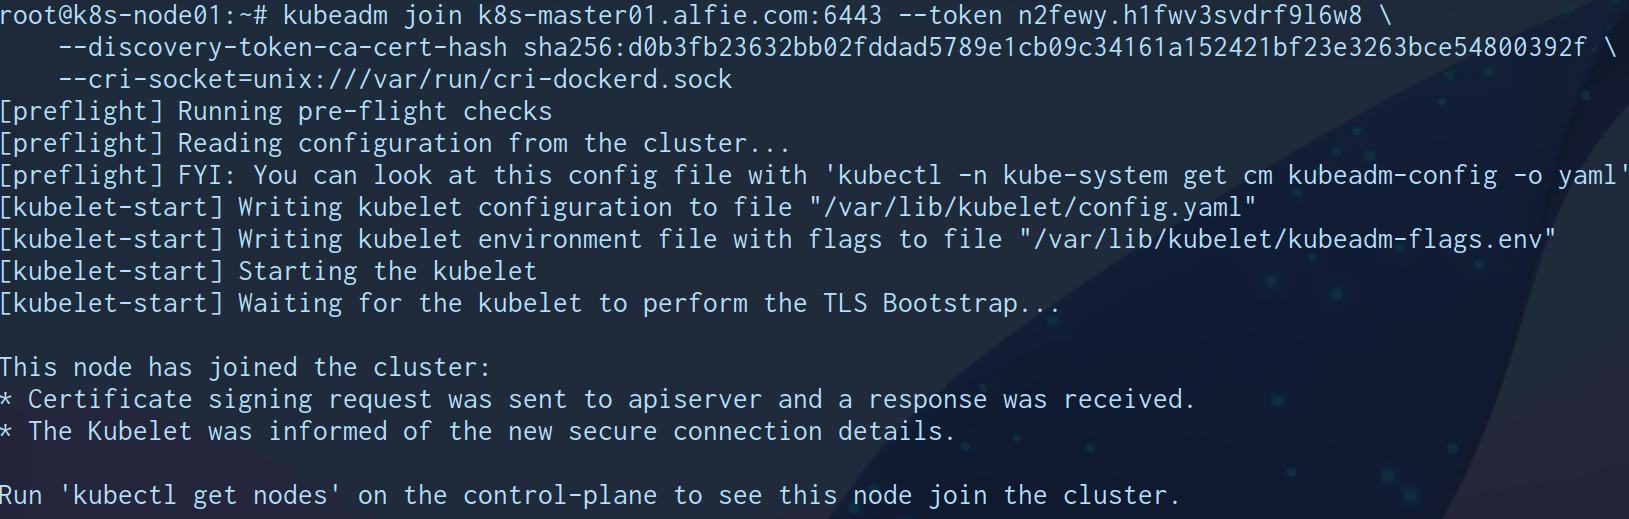 root@k8s-node01:~# kubeadm join k8s-master01.alfie.com:6443 --token n2fewy.h1fwv3svdrf9l6w8 \
    --discovery-token-ca-cert-hash sha256:d0b3fb23632bb02fddad5789e1cb09c34161a152421bf23e3263bce54800392f \
    --cri-socket=unix:///var/run/cri-dockerd.sock
[preflight] Running pre-flight checks
[preflight] Reading configuration from the cluster...
[preflight] FYI: You can look at this config file with 'kubectl -n kube-system get cm kubeadm-config -o yaml'
[kubelet-start] Writing kubelet configuration to file "/var/lib/kubelet/config.yaml"
[kubelet-start] Writing kubelet environment file with flags to file "/var/lib/kubelet/kubeadm-flags.env"
[kubelet-start] Starting the kubelet
[kubelet-start] Waiting for the kubelet to perform the TLS Bootstrap...

This node has joined the cluster:
* Certificate signing request was sent to apiserver and a response was received.
* The Kubelet was informed of the new secure connection details.

Run 'kubectl get nodes' on the control-plane to see this node join the cluster.